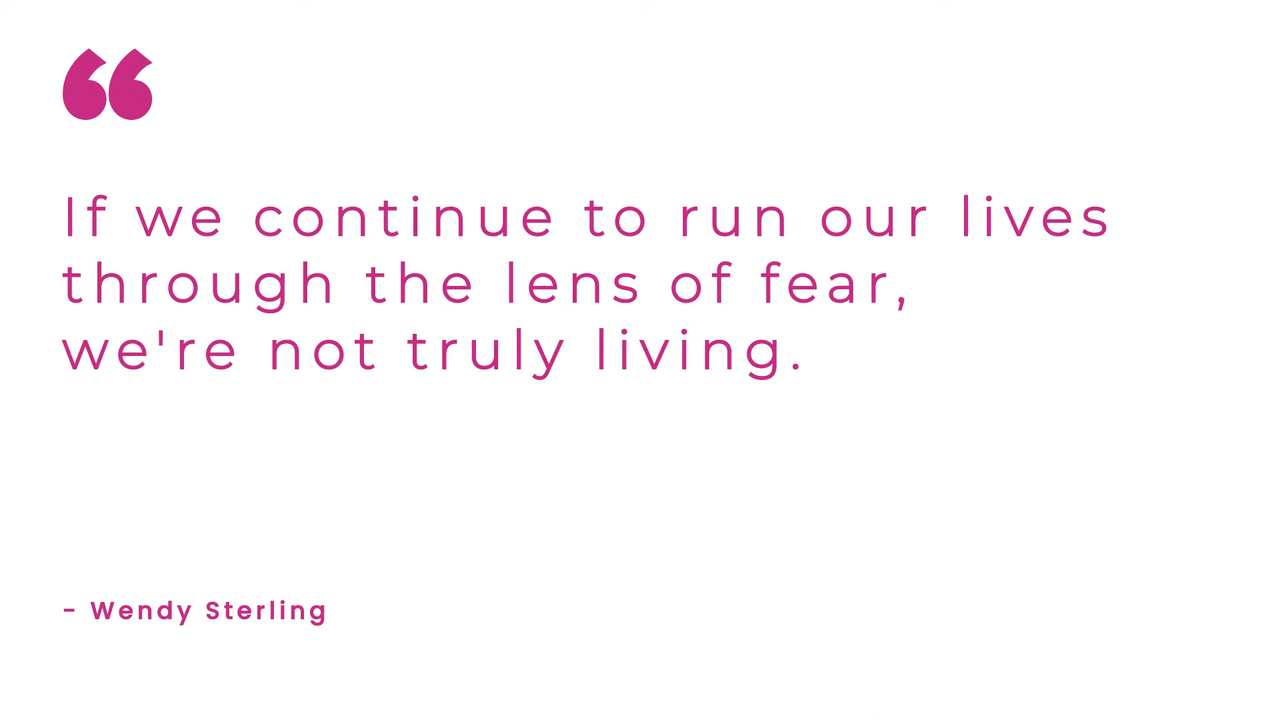 “
If we continue to run our lives
through the lens of fear,
we're not truly living.
- Wendy Sterling